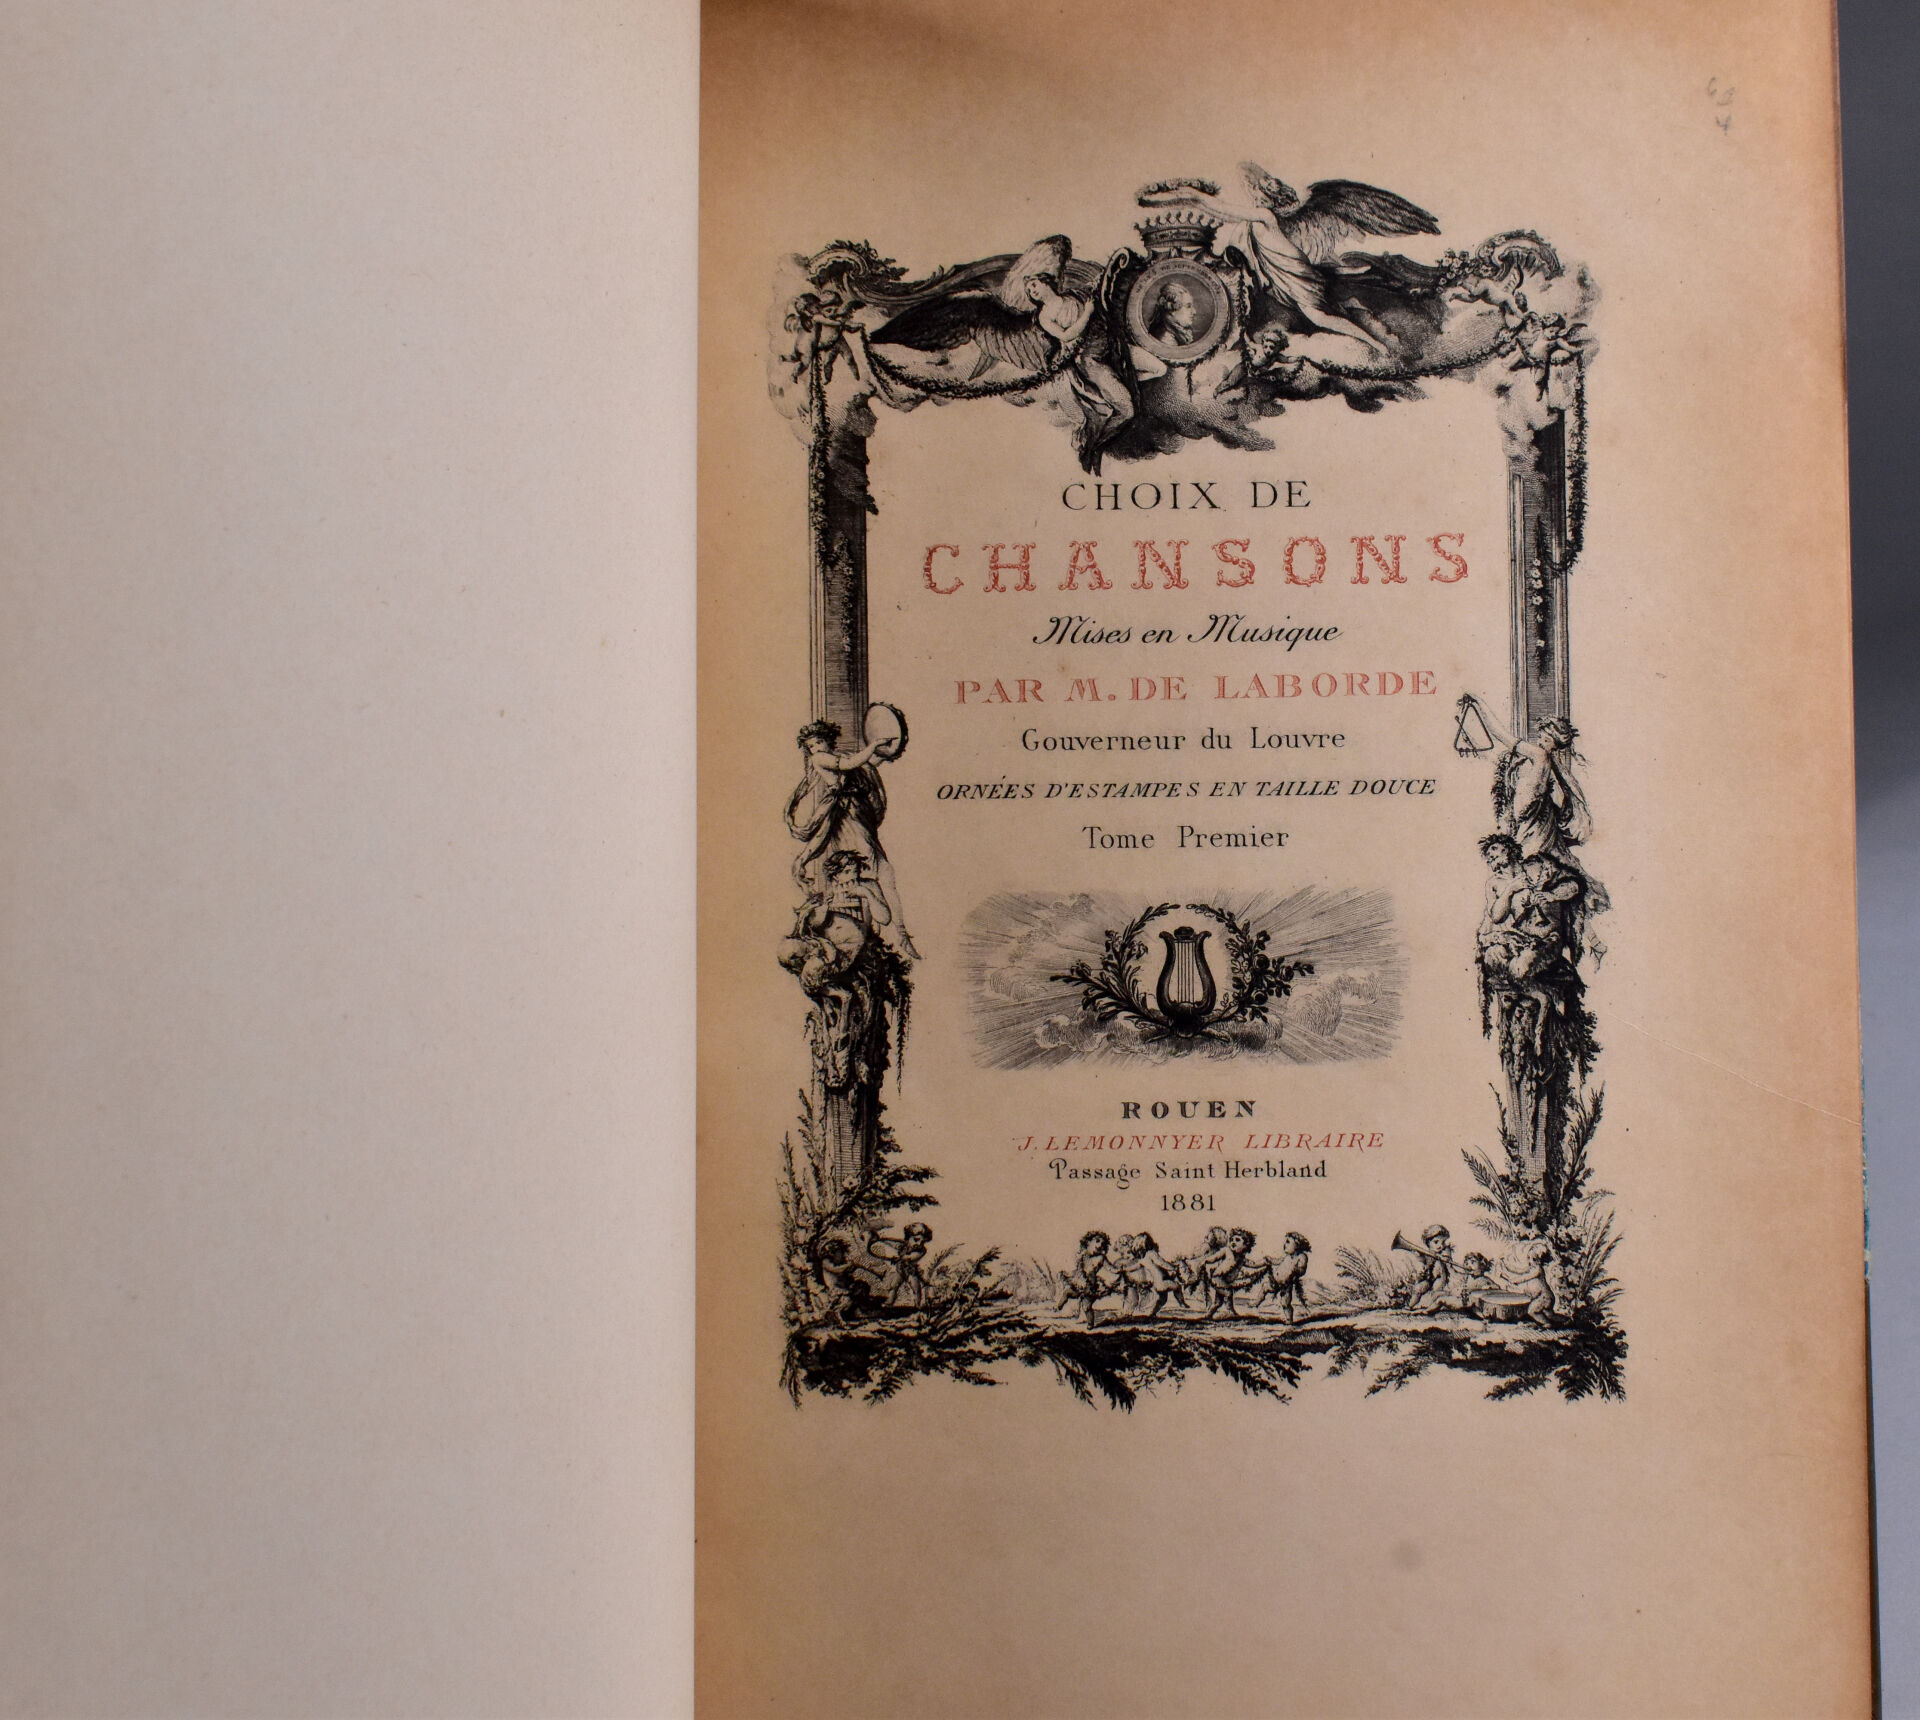 CHOIX DE
CHANSONS
Mises en Musique
PAR M. DE LABORDE
Gouverneur du Louvre
ORNÉES D'ESTAMPES EN TAILLE DOUCE
Tome Premier
ROUEN
J. LEMONNYER LIBRAIRE
Passage Saint Herbland
1881